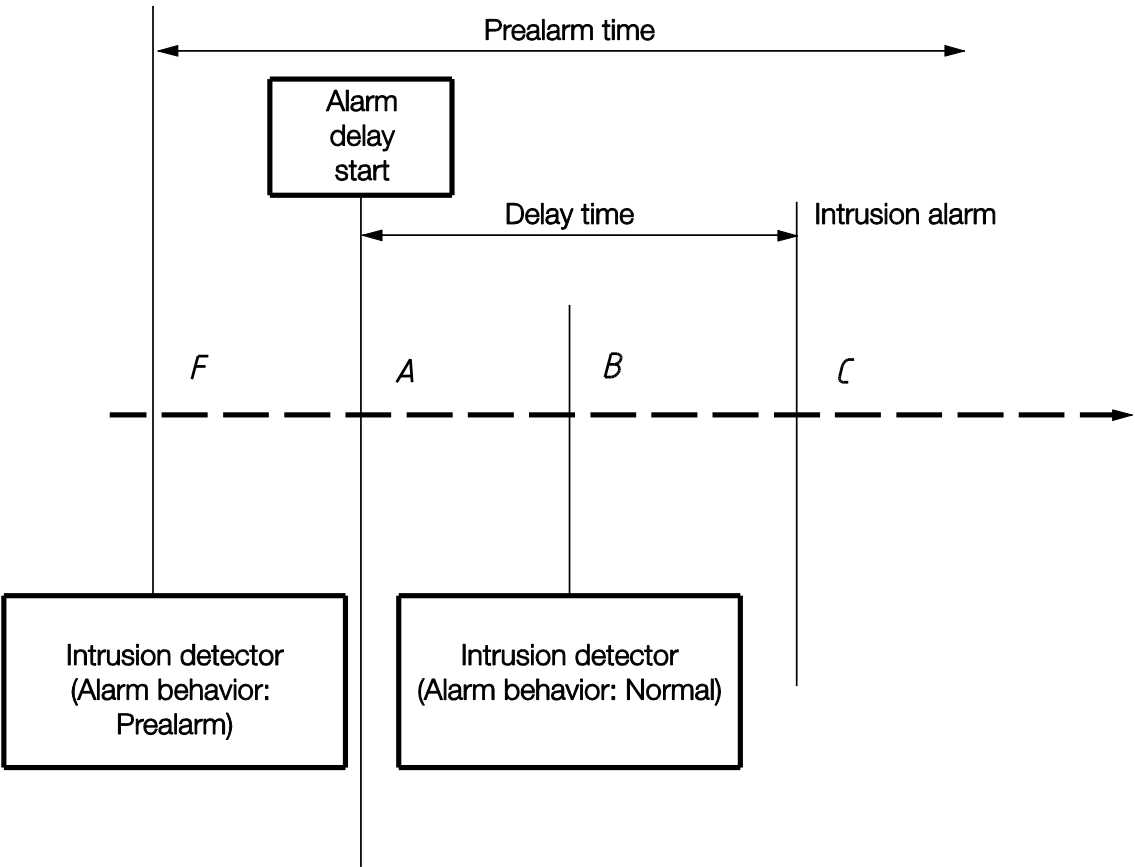 Prealarm time
Alarm
delay
start
Delay time
Intrusion alarm
F
A
B
C
Intrusion detector
(Alarm behavior:
Prealarm)
Intrusion detector
(Alarm behavior: Normal)